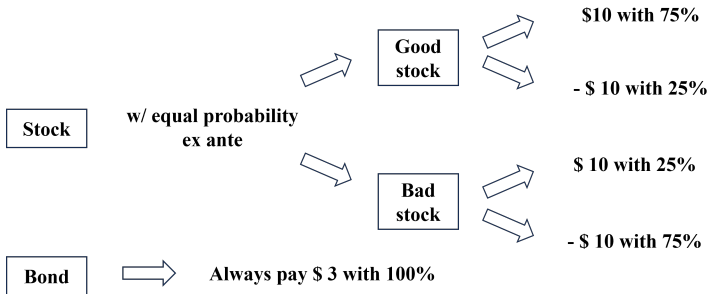 $10 with 75%
Good
stock
- $ 10 with 25%
Stock
w/ equal probability
ex ante
$ 10 with 25%
Bad
stock
- $ 10 with 75%
Bond
Always pay $ 3 with 100%